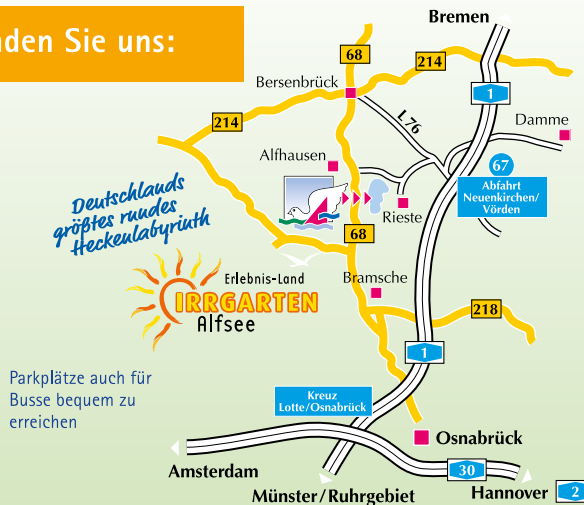 nden Sie uns:
Bremen
68
214
1
Bersenbrück
L76
Damme
214
Alfhausen
67
Abfahrt
Neuenkirchen/
Vörden
Deutschlands
größtes rundes
Heckenlabyrinth
Rieste
68
Erlebnis-Land
IRRGARTEN
Alfsee
Bramsche
218
1
Parkplätze auch für
Busse bequem zu
erreichen
Kreuz
Lotte/Osnabrück
Osnabrück
Amsterdam
30
Münster/Ruhrgebiet
Hannover
2